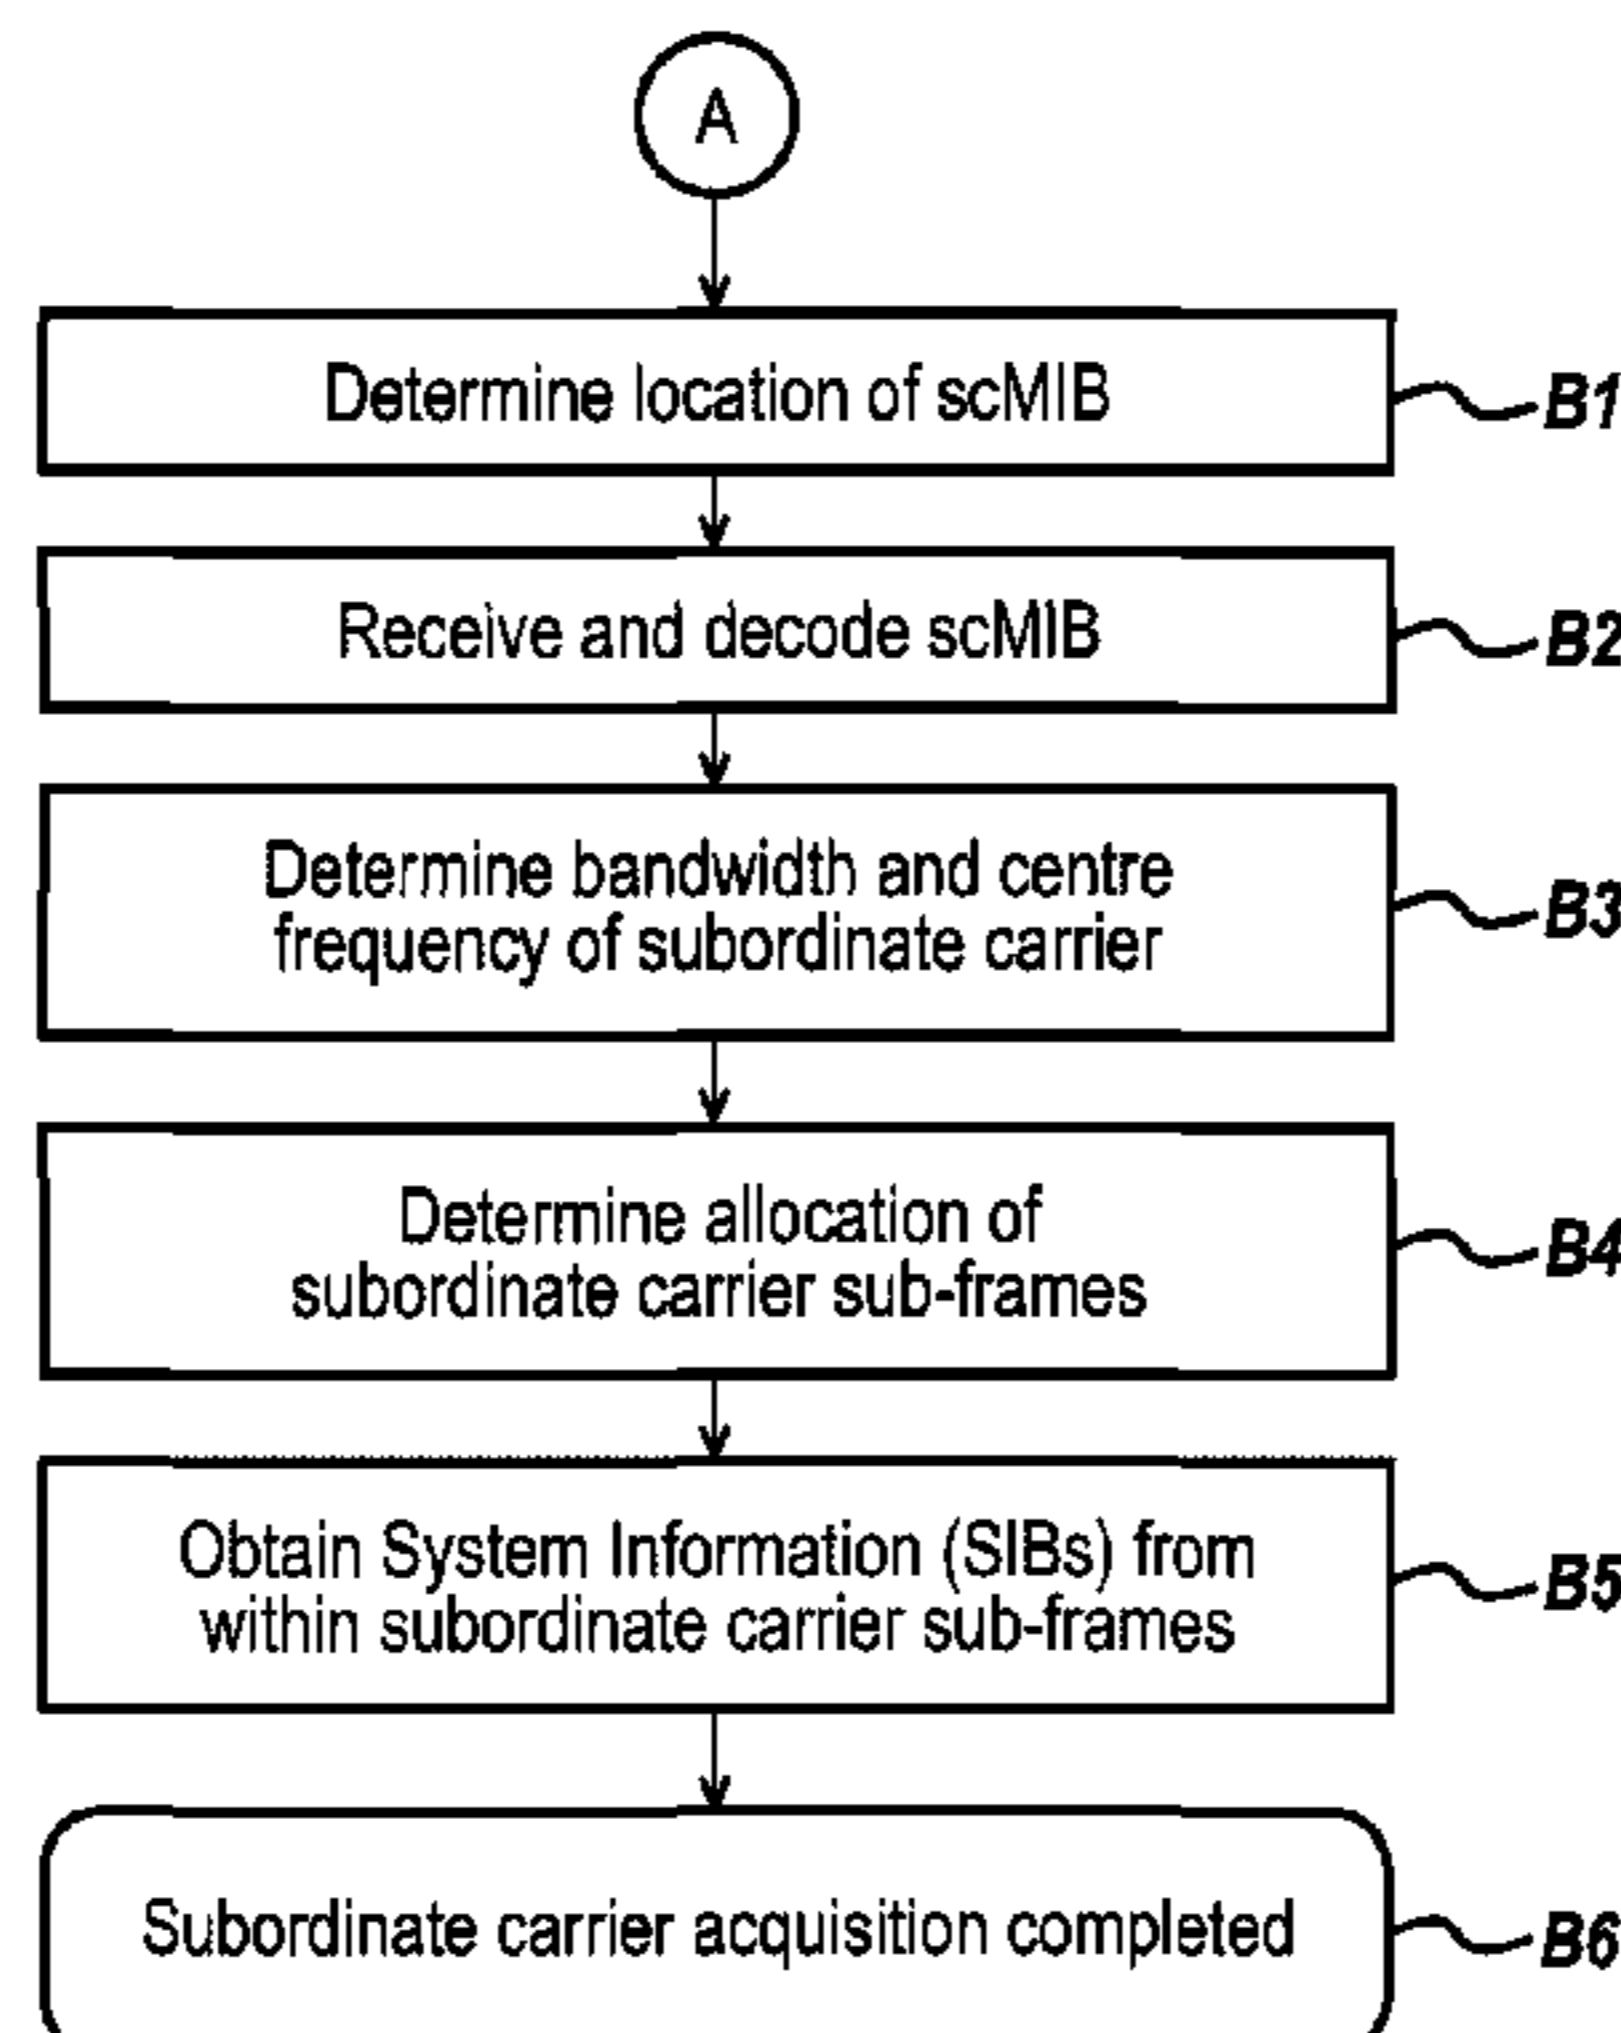 A
Determine location of scMIB
B1
Receive and decode scMIB
B2
Determine bandwidth and centre
frequency of subordinate carrier
B3
Determine allocation of
subordinate carrier sub-frames
B4
Obtain System Information (SIBs) from
within subordinate carrier sub-frames
B5
Subordinate carrier acquisition completed
B6